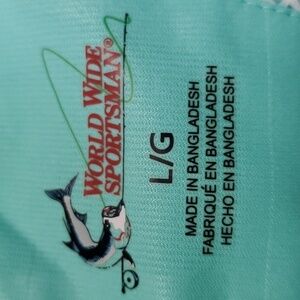 WORLD WIDE
SPORTSMAN®
L/G
MADE IN BANGLADESH
FABRIQUÉ EN BANGLADESH
HECHO EN BANGLADESH